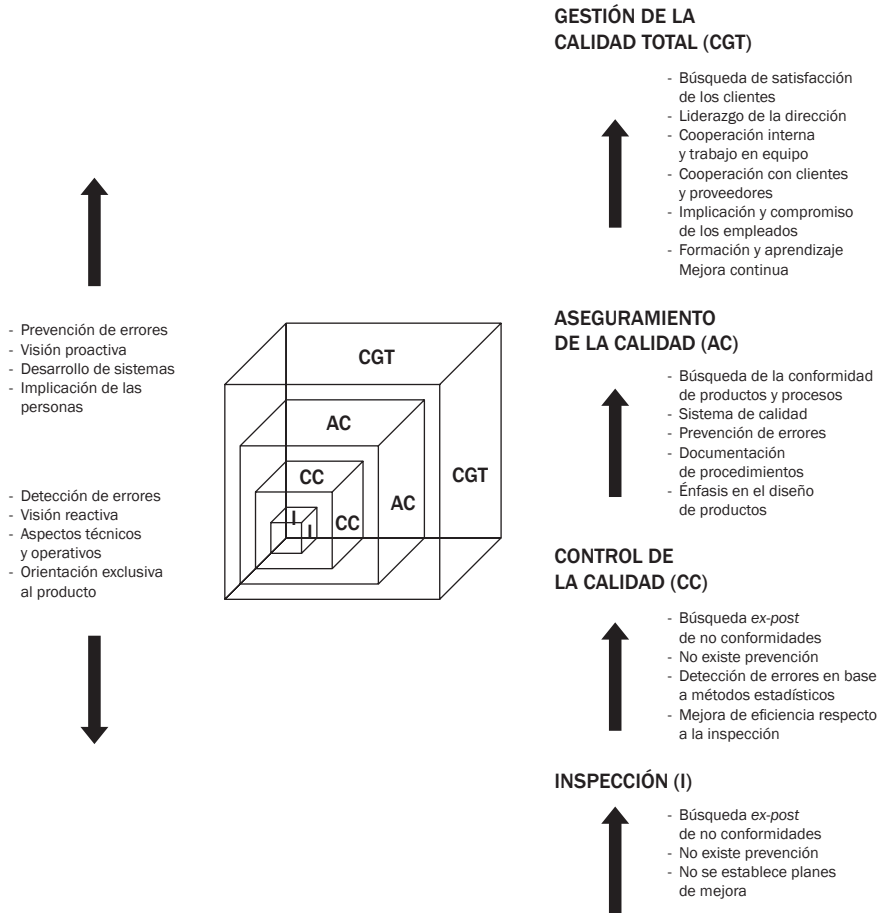 GESTIÓN DE LA
CALIDAD TOTAL (CGT)
- Búsqueda de satisfacción
de los clientes
- Liderazgo de la dirección
- Cooperación interna
y trabajo en equipo
- Cooperación con clientes
y proveedores
- Implicación y compromiso
de los empleados
- Formación y aprendizaje
Mejora continua
- Prevención de errores
- Visión proactiva
- Desarrollo de sistemas
- Implicación de las
personas
- Detección de errores
- Visión reactiva
- Aspectos técnicos
y operativos
- Orientación exclusiva
al producto
CGT
AC
CC
I
I
CC
AC
CGT
ASEGURAMIENTO
DE LA CALIDAD (AC)
- Búsqueda de la conformidad
de productos y procesos
- Sistema de calidad
- Prevención de errores
- Documentación
de procedimientos
- Énfasis en el diseño
de productos
CONTROL DE
LA CALIDAD (CC)
- Búsqueda ex-post
de no conformidades
- No existe prevención
- Detección de errores en base
a métodos estadísticos
- Mejora de eficiencia respecto
a la inspección
INSPECCIÓN (I)
- Búsqueda ex-post
de no conformidades
- No existe prevención
- No se establece planes
de mejora